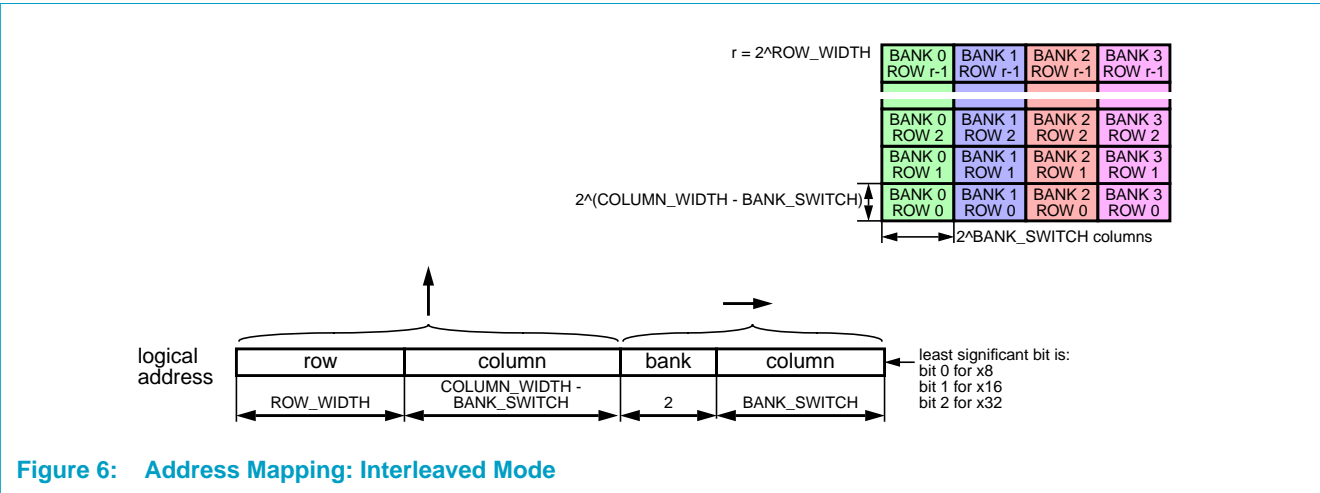 r = 2^ROW_WIDTH
BANK 0 BANK 1 BANK 2 BANK 3
ROW r-1 ROW r-1 ROW r-1 ROW r-1
BANK 0 BANK 1 BANK 2 BANK 3
ROW 2 ROW 2 ROW 2 ROW 2
BANK 0 BANK 1 BANK 2 BANK 3
ROW 1 ROW 1 ROW 1 ROW 1
2^(COLUMN_WIDTH - BANK_SWITCH)
BANK 0 BANK 1 BANK 2 BANK 3
ROW 0 ROW 0 ROW 0 ROW 0
2^BANK_SWITCH columns
logical
address
row column bank column
least significant bit is:
bit 0 for x8
bit 1 for x16
bit 2 for x32
ROW_WIDTH
COLUMN_WIDTH -
BANK_SWITCH
2
BANK_SWITCH
Figure 6: Address Mapping: Interleaved Mode